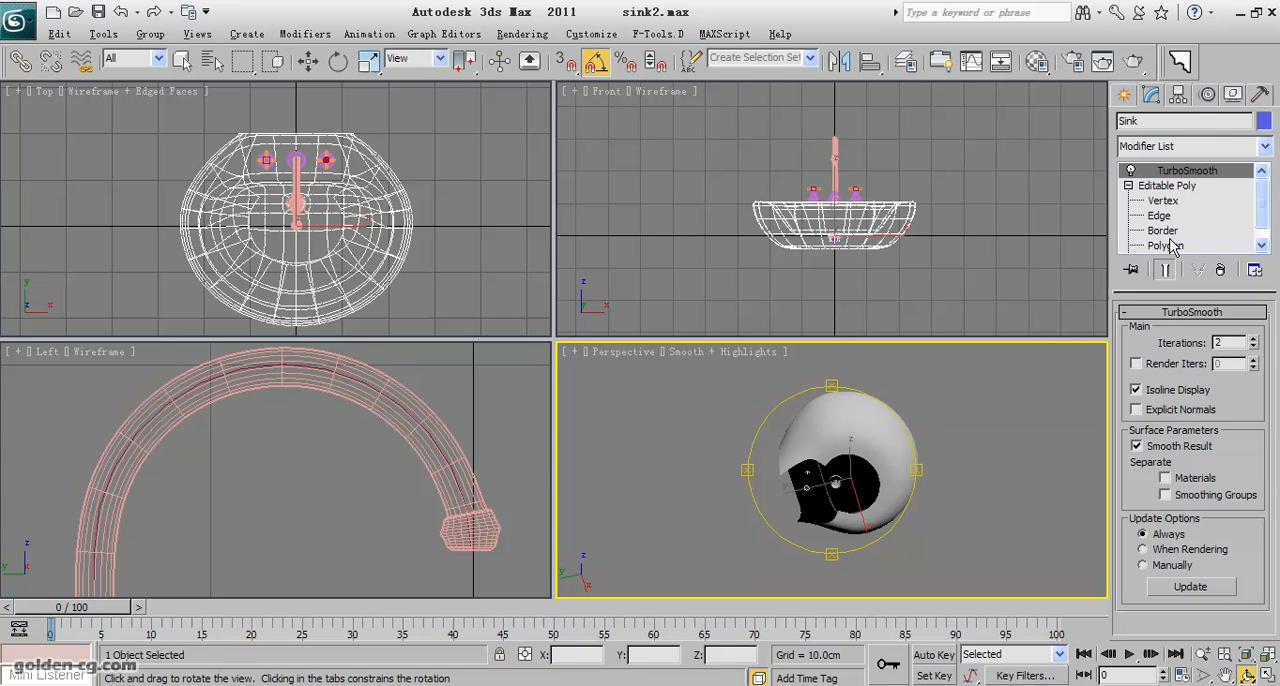 Autodesk 3ds Max 2011 sink2.max
Type a keyword or phrase
Edit Tools Group Views Create Modifiers Animation Graph Editors Rendering Customize F-Tools.D MAXScript Help
All View Create Selection Set
[ + [] Top [] Wireframe + Edged Faces ]
[ + [] Front [] Wireframe ]
[ + [] Left [] Wireframe ]
[ + [] Perspective [] Smooth + Highlights ]
Sink
Modifier List
TurboSmooth
Editable Poly
Vertex
Edge
Border
TurboSmooth
Main
Iterations: 2
Render Iters: 0
Isoline Display
Explicit Normals
Surface Parameters
Smooth Result
Separate
Materials
Smoothing Groups
Update Options
Always
When Rendering
Manually
Update
0 / 100
0 5 10 15 20 25 30 35 40 45 50 55 60 65 70 75 80 85 90 95 100
1 Object Selected X: Y: Z: Grid = 10.0cm Auto Key Selected
golden-cg.com
Mini Listener Click and drag to rotate the view. Clicking in the tabs constrains the rotation Add Time Tag Set Key Key Filters... 0